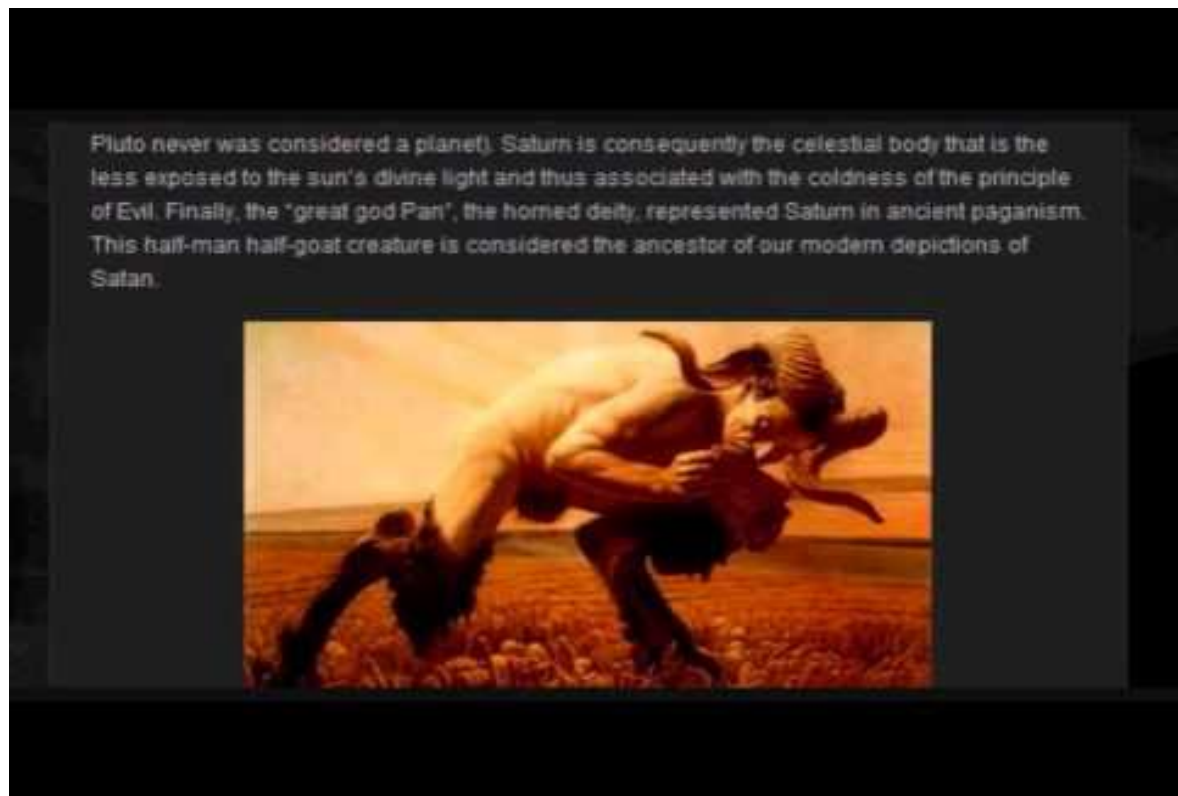 Pluto never was considered a planet). Saturn is consequently the celestial body that is the
less exposed to the sun's divine light and thus associated with the coldness of the principle
of Evil. Finally, the "great god Pan", the horned deity, represented Saturn in ancient paganism.
This half-man half-goat creature is considered the ancestor of our modern depictions of
Satan.